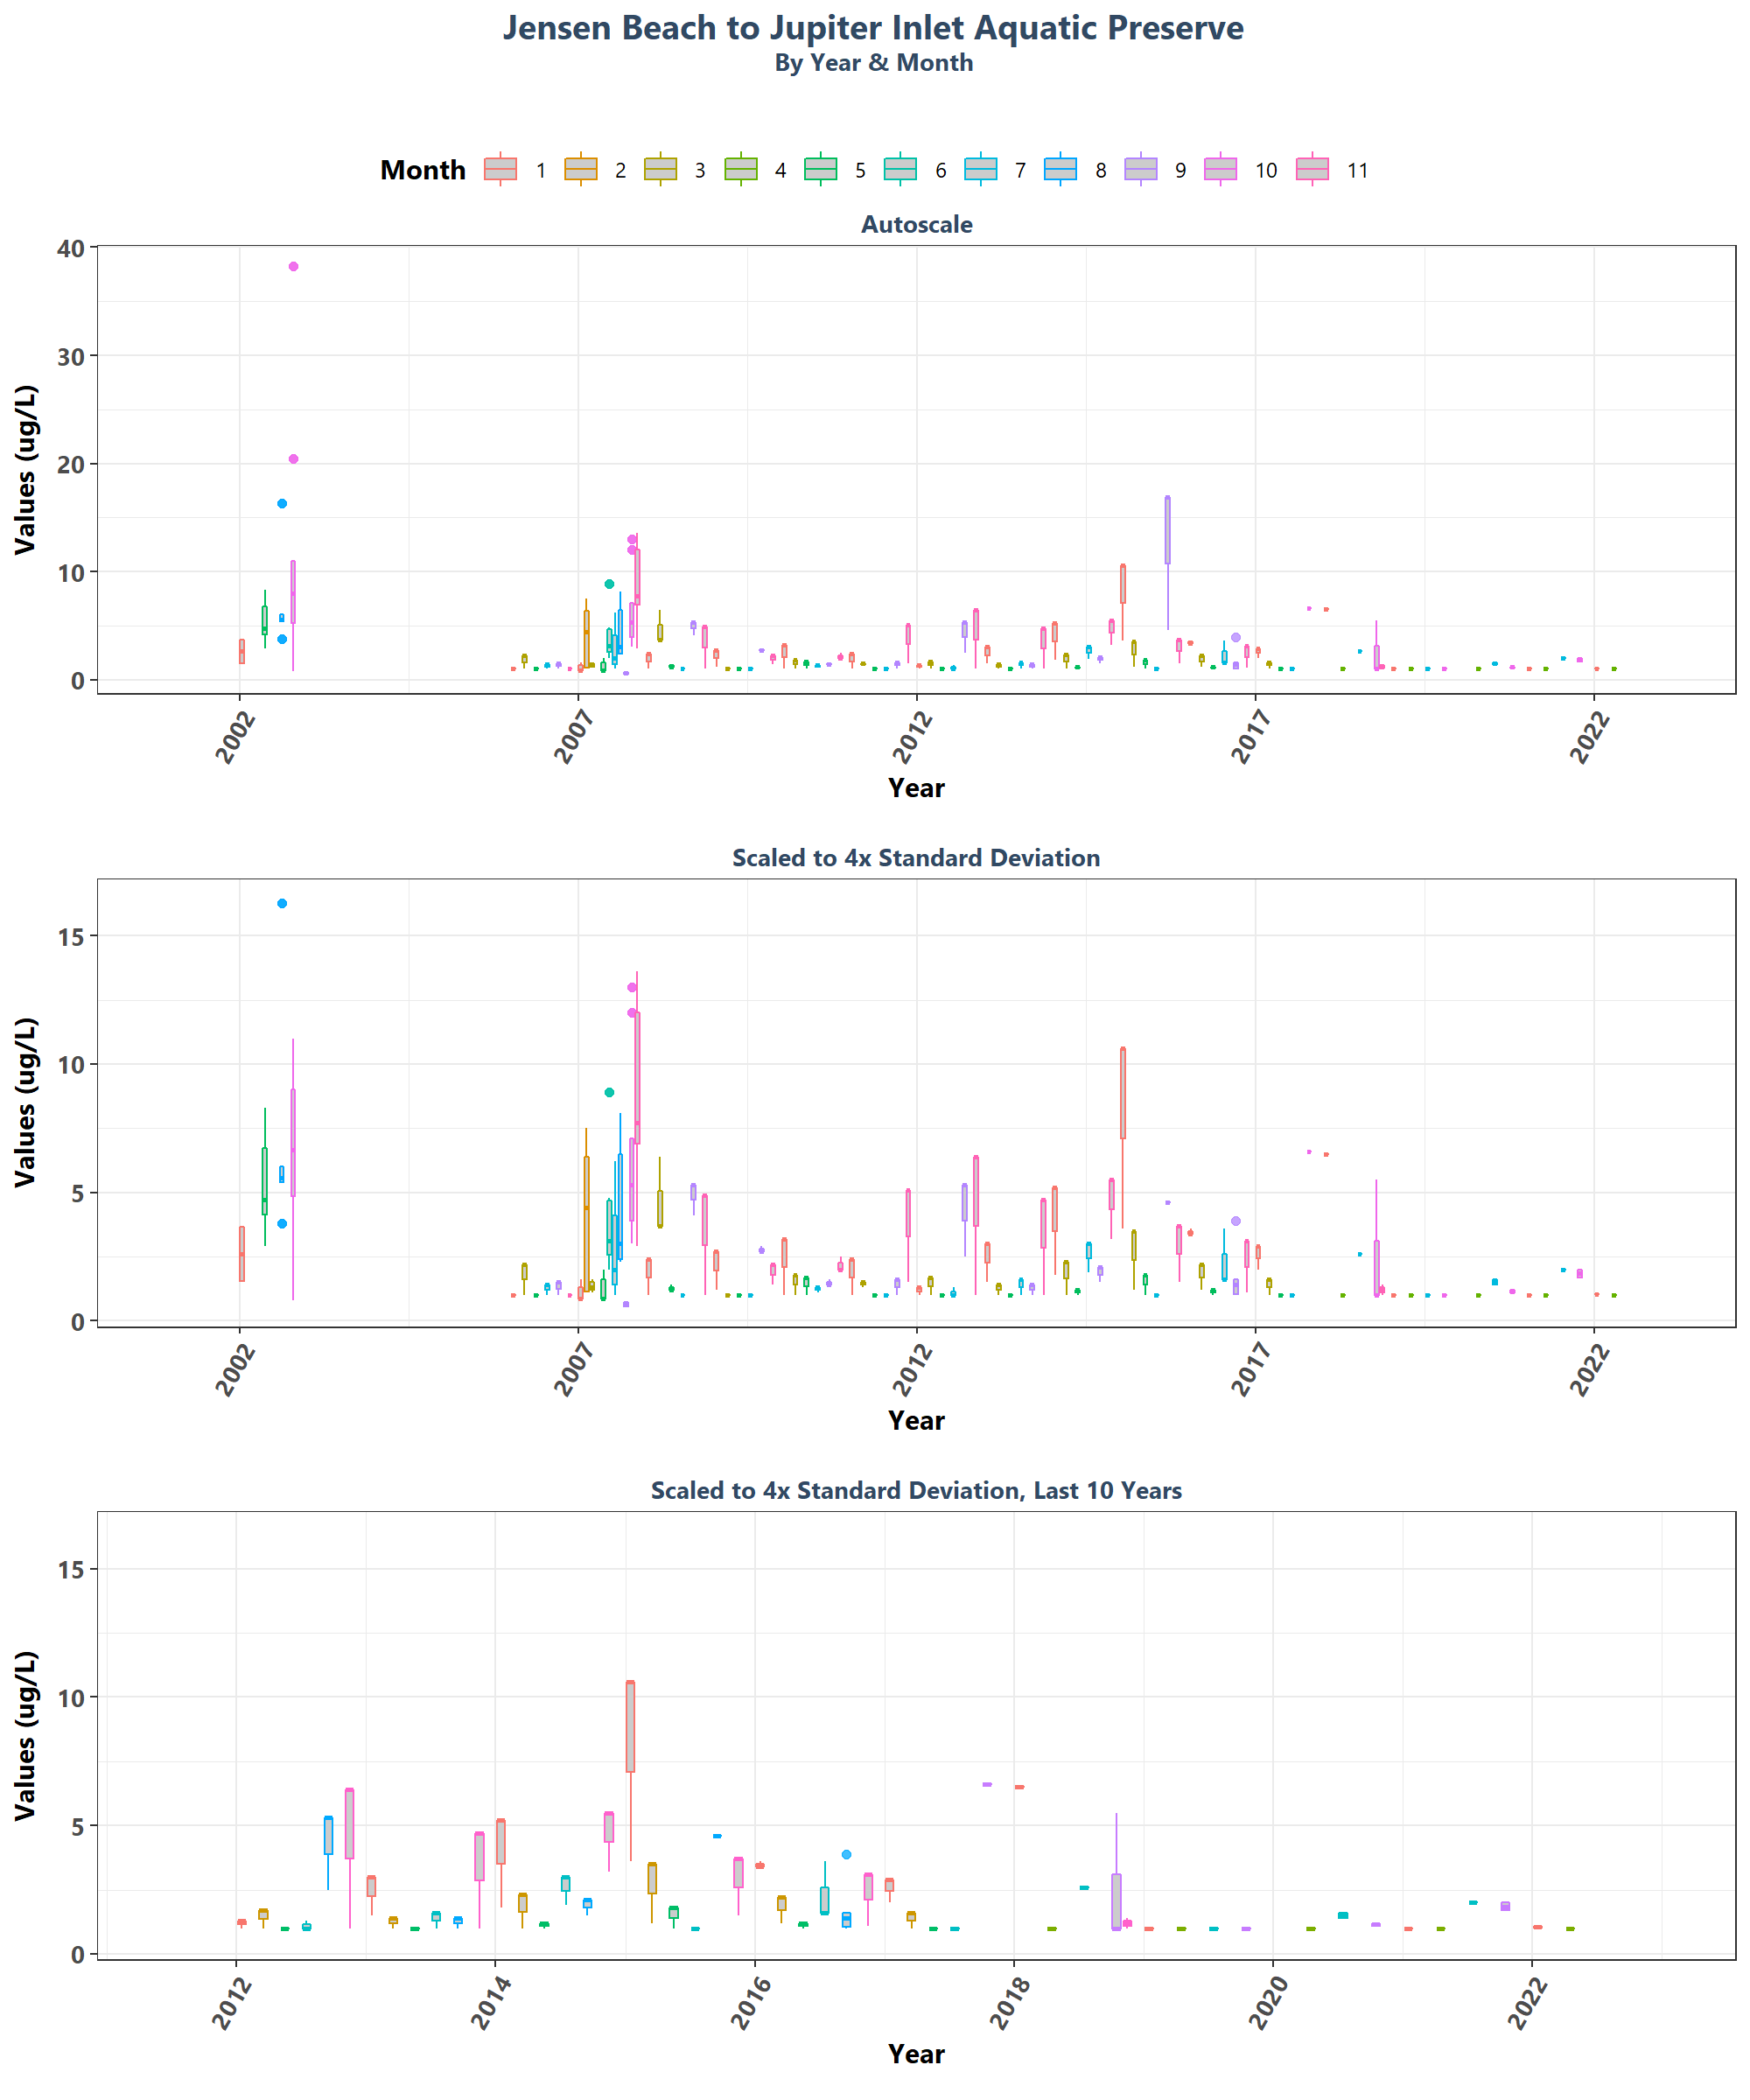 Jensen Beach to Jupiter Inlet Aquatic Preserve
By Year & Month
Month 1 2 3 4 5 6 7 8 9 10 11
Autoscale
Values (ug/L)
40
30
20
10
0
2002 2007 2012 2017 2022
Year
Scaled to 4x Standard Deviation
Values (ug/L)
15
10
5
0
2002 2007 2012 2017 2022
Year
Scaled to 4x Standard Deviation, Last 10 Years
Values (ug/L)
15
10
5
0
2012 2014 2016 2018 2020 2022
Year